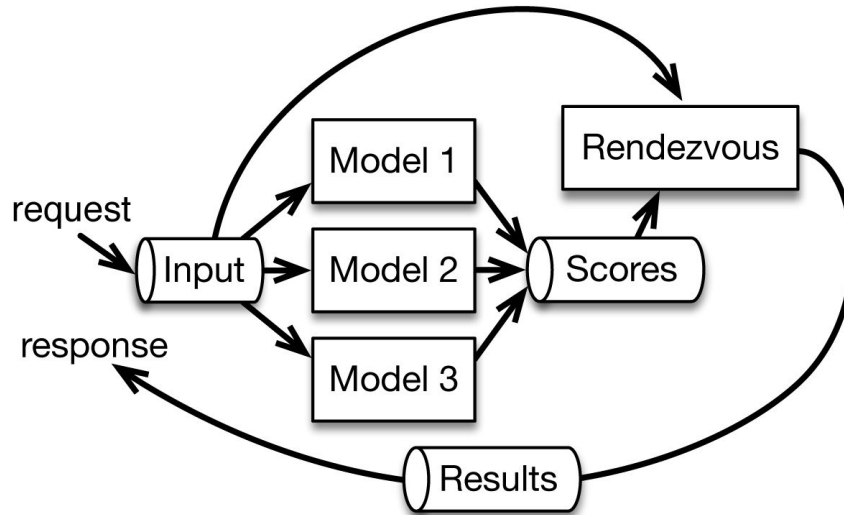 Model 1
Rendezvous
request
Input
Model 2
Scores
response
Model 3
Results